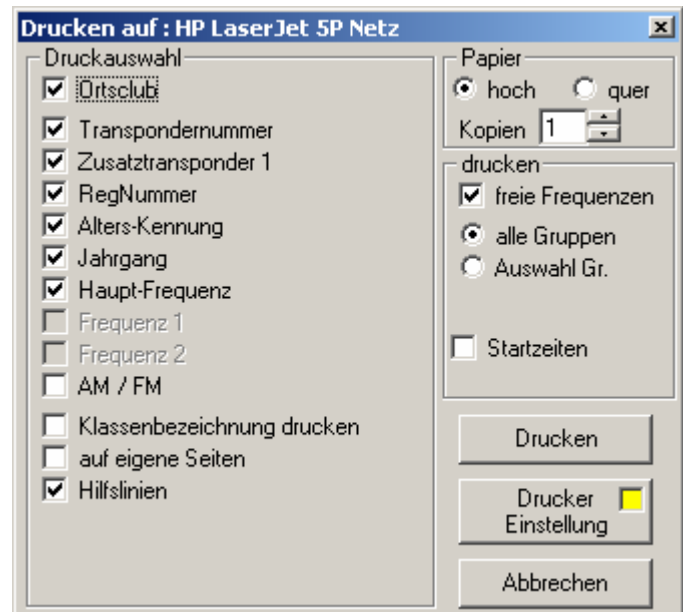 Drucken auf : HP LaserJet 5P Netz
Druckauswahl
Ortsclub
Transpondernummer
Zusatztransponder 1
RegNummer
Alters-Kennung
Jahrgang
Haupt-Frequenz
Frequenz 1
Frequenz 2
AM / FM
Klassenbezeichnung drucken
auf eigene Seiten
Hilfslinien
Papier
hoch quer
Kopien 1
drucken
freie Frequenzen
alle Gruppen
Auswahl Gr.
Startzeiten
Drucken
Drucker
Einstellung
Abbrechen